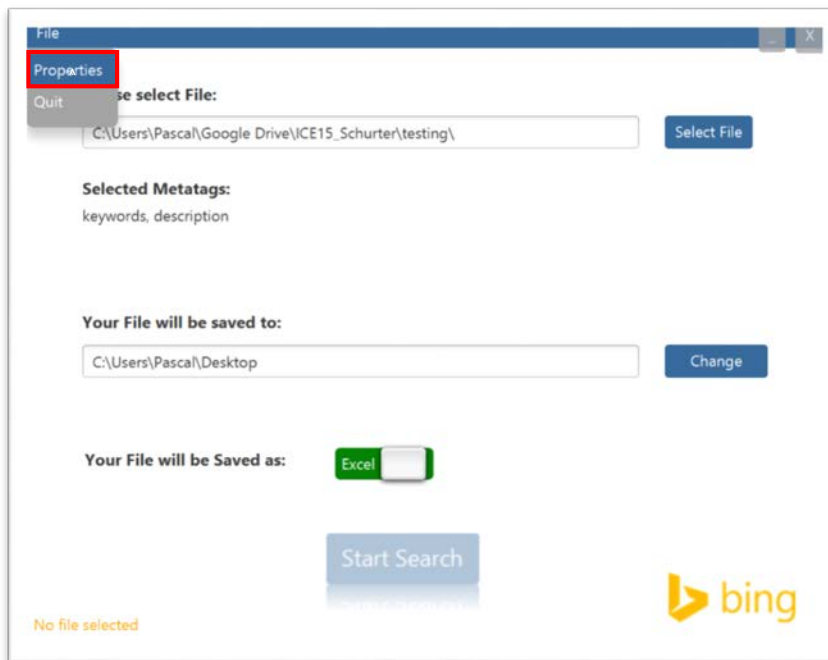 File
_ X
Properties
se select File:
Quit
C:\Users\Pascal\Google Drive\ICE15_Schurter\testing\
Select File
Selected Metatags:
keywords, description
Your File will be saved to:
C:\Users\Pascal\Desktop
Change
Your File will be Saved as:
Excel
Start Search
bing
No file selected